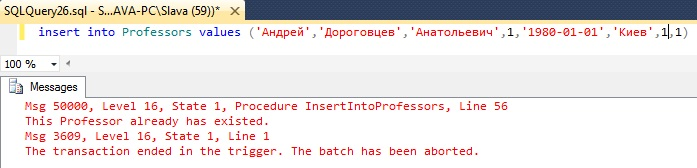 SQLQuery26.sql - S...AVA-PC\Slava (59))*
insert into Professors values ('Андрей','Дороговцев','Анатольевич',1,'1980-01-01','Киев',1,1)
100 %
Messages
Msg 50000, Level 16, State 1, Procedure InsertIntoProfessors, Line 56
This Professor already has existed.
Msg 3609, Level 16, State 1, Line 1
The transaction ended in the trigger. The batch has been aborted.